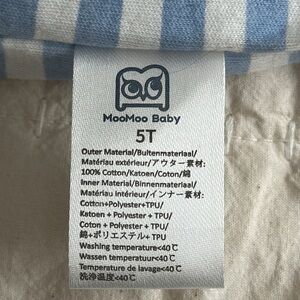 MooMoo Baby
5T
Outer Material/Buitenmateriaal/
Matériau extérieur/アウター素材:
100% Cotton/Katoen/Coton/綿
Inner Material/Binnenmateriaal/
Matériau intérieur/インナー素材:
Cotton+Polyester+TPU/
Katoen + Polyester + TPU/
Coton + Polyester + TPU/
綿+ポリエステル+ TPU
Washing temperature<40℃
Wassen temperatuur<40℃
Temperature de lavage<40℃
洗浄温度<40℃